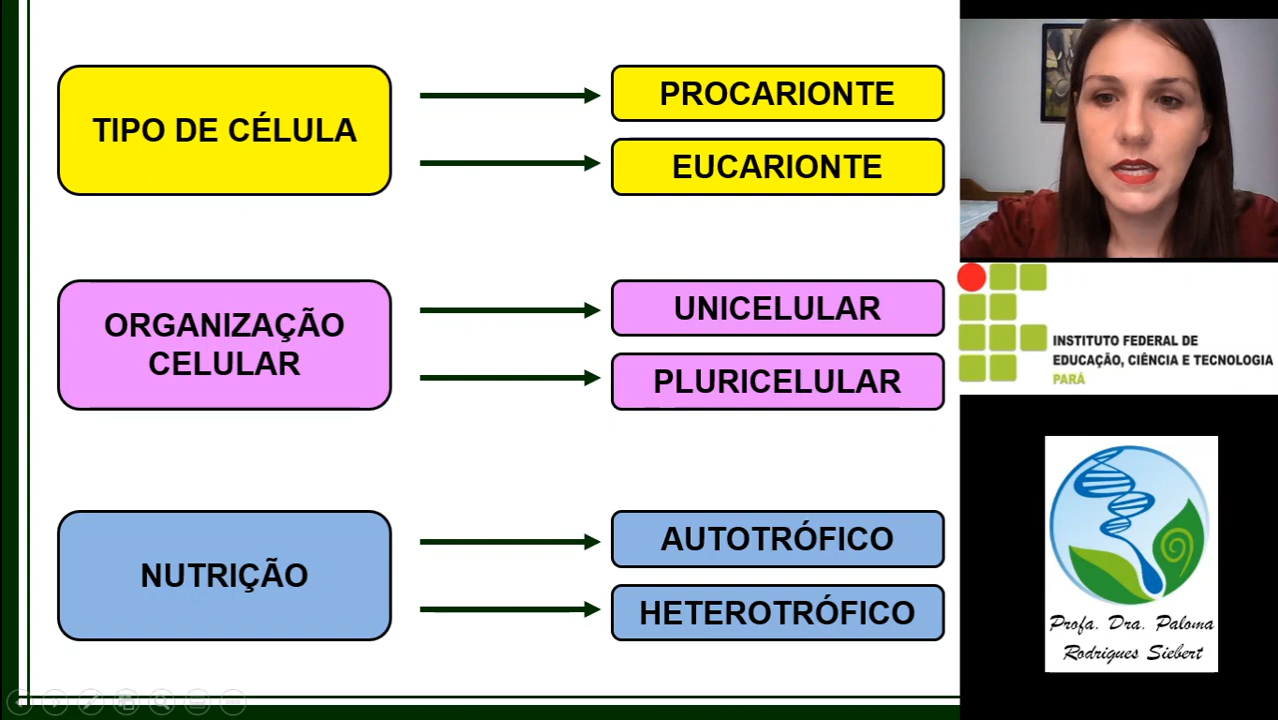 TIPO DE CÉLULA
PROCARIONTE
EUCARIONTE
ORGANIZAÇÃO
CELULAR
UNICELULAR
PLURICELULAR
NUTRIÇÃO
AUTOTRÓFICO
HETEROTRÓFICO
INSTITUTO FEDERAL DE
EDUCAÇÃO, CIÊNCIA E TECNOLOGIA
PARÁ
Profa. Dra. Paloma
Rodrigues Siebert